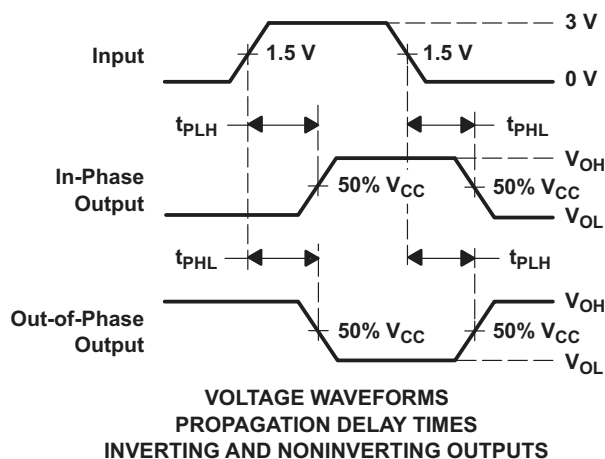 3 V
Input
1.5 V
1.5 V
0 V
tPLH
tPHL
In-Phase
Output
50% VCC
VOH
50% VCC
VOL
tPHL
tPLH
Out-of-Phase
Output
50% VCC
VOH
50% VCC
VOL
VOLTAGE WAVEFORMS
PROPAGATION DELAY TIMES
INVERTING AND NONINVERTING OUTPUTS